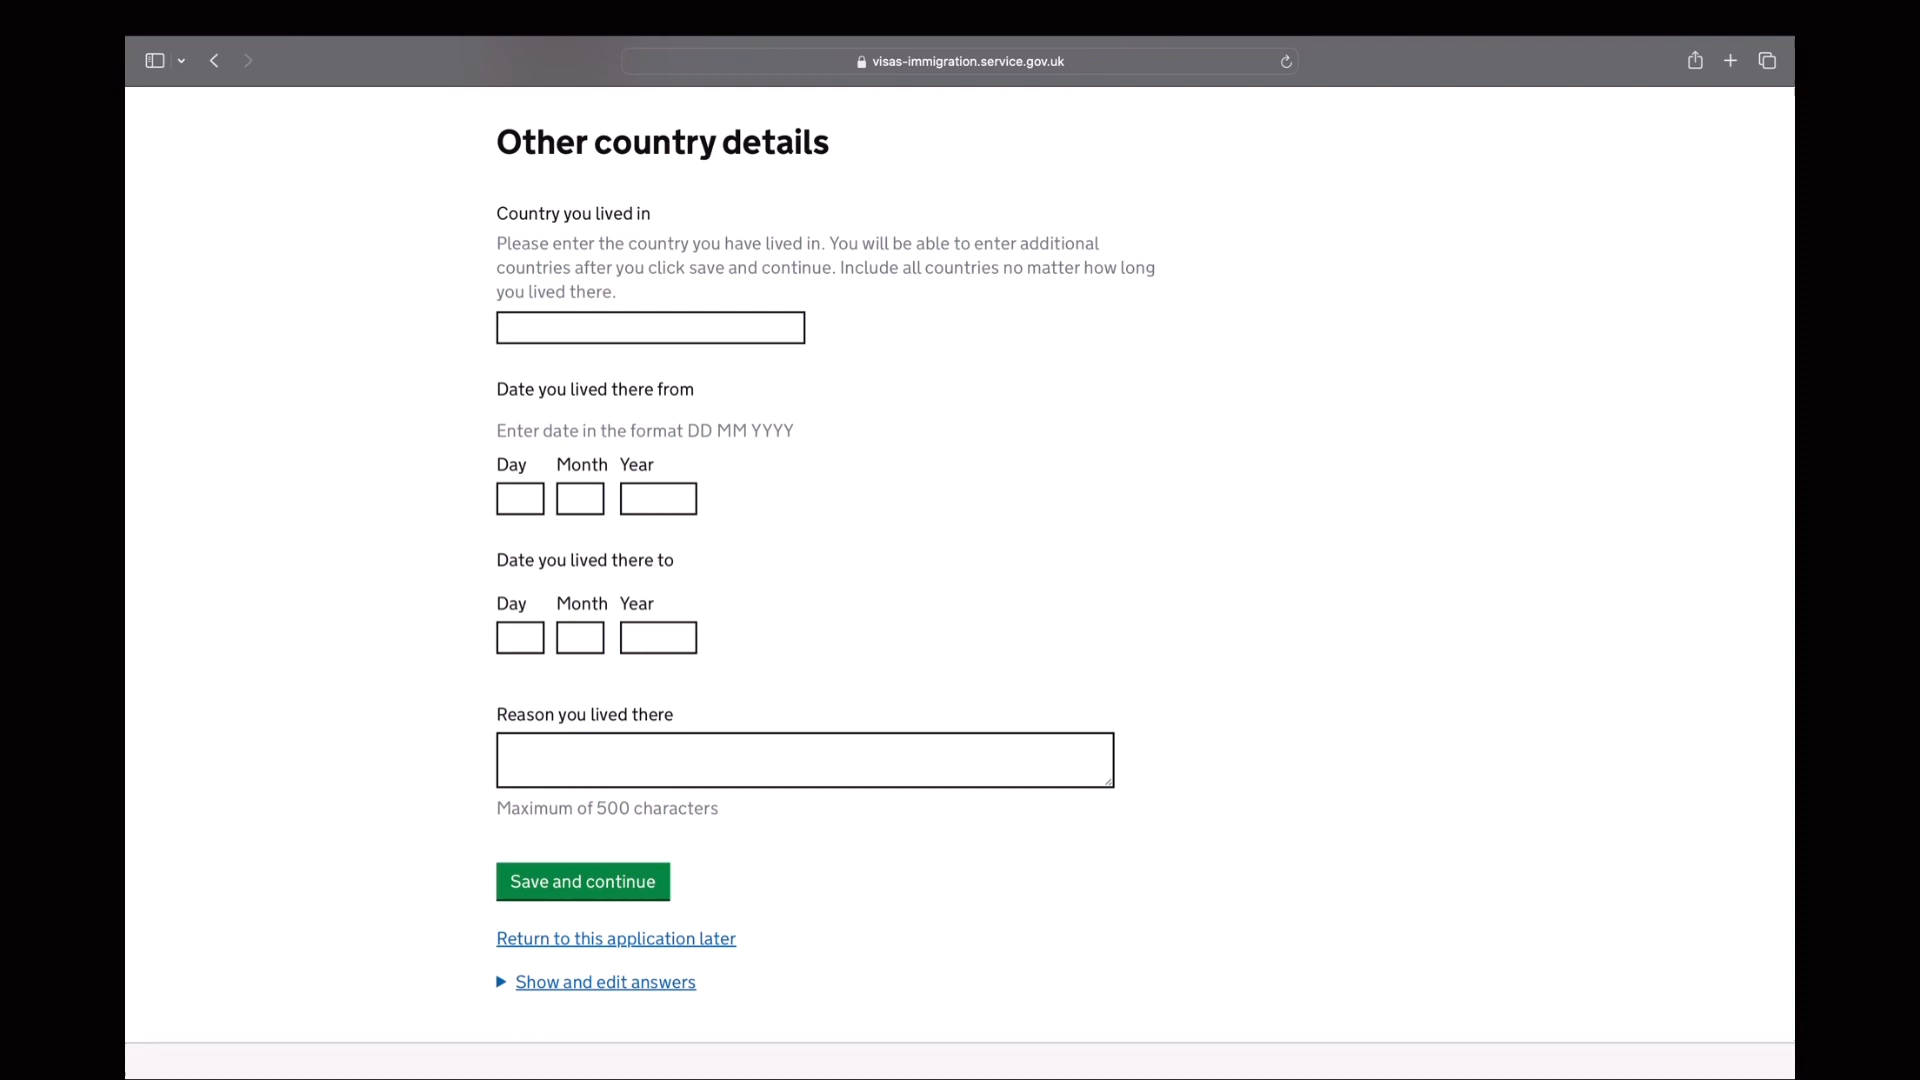 visas-immigration.service.gov.uk
Other country details
Country you lived in
Please enter the country you have lived in. You will be able to enter additional
countries after you click save and continue. Include all countries no matter how long
you lived there.
Date you lived there from
Enter date in the format DD MM YYYY
Day Month Year
Date you lived there to
Day Month Year
Reason you lived there
Maximum of 500 characters
Save and continue
Return to this application later
Show and edit answers